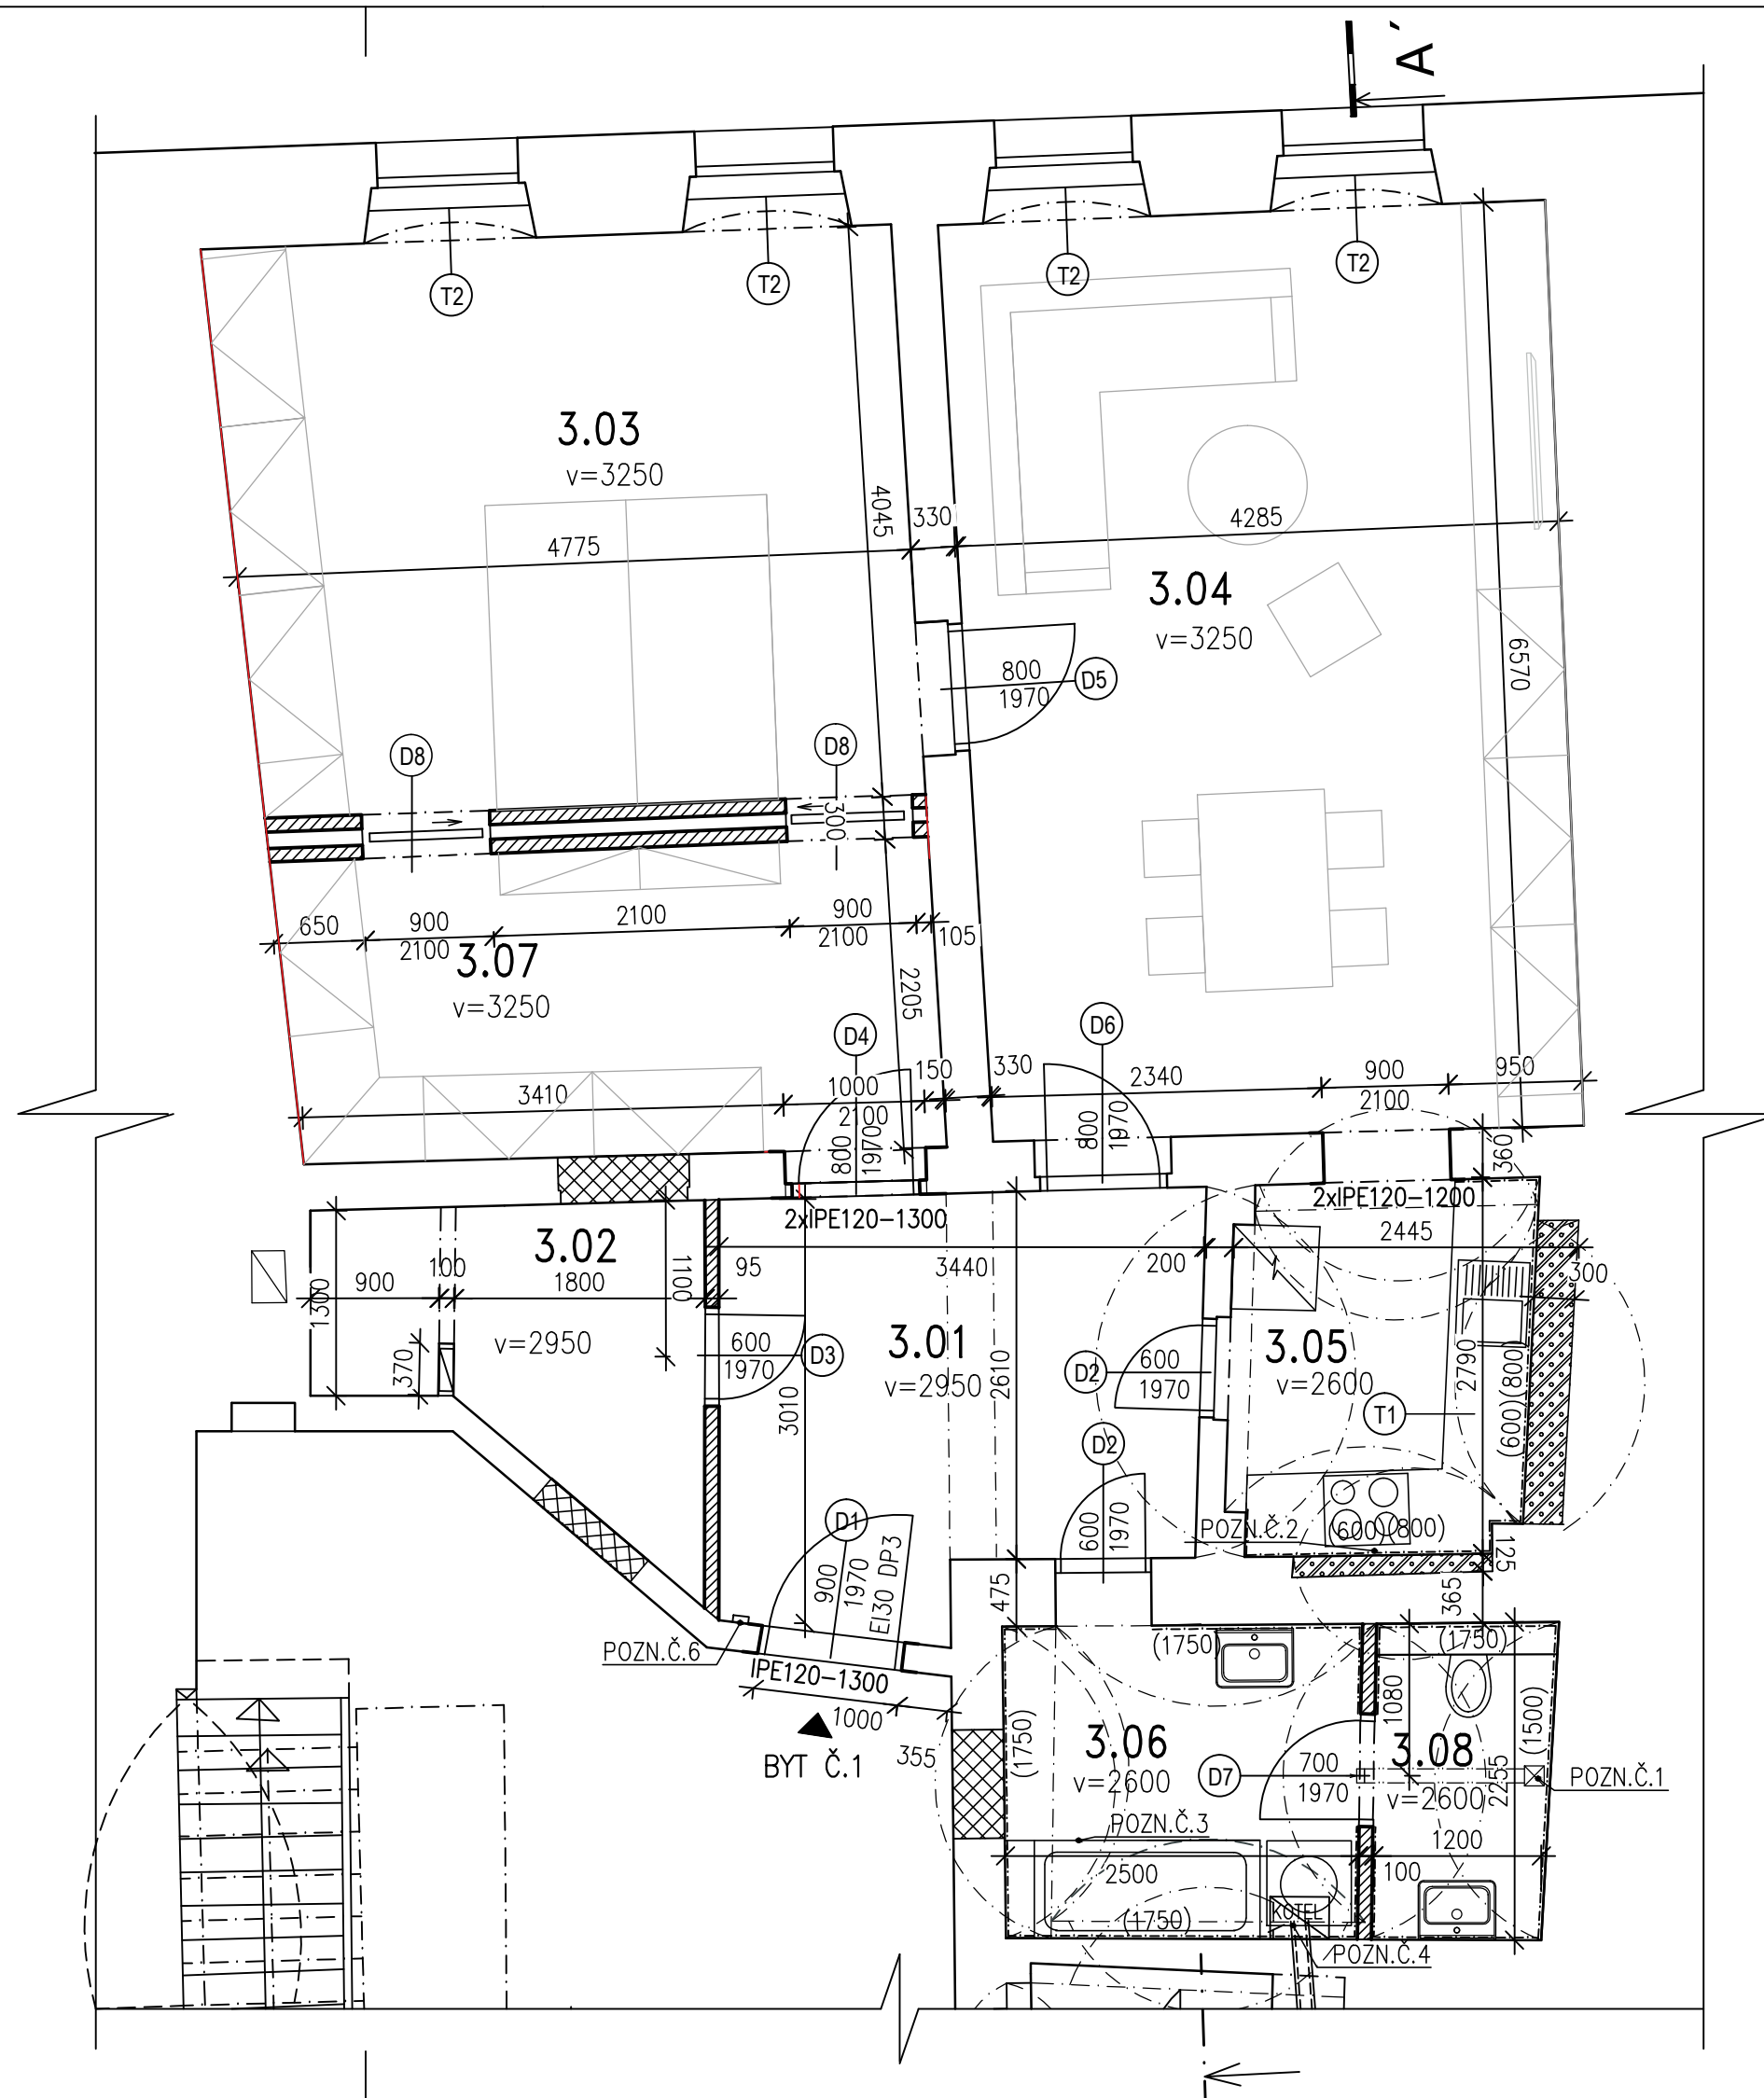 A'
T2
T2
T2
T2
3.03
v=3250
4045
330
4285
4775
3.04
v=3250
6570
800
1970
D5
D8
D8
300
650
900
2100
2100
900
2100
105
3.07
v=3250
2205
D4
D6
3410
1000
2100
150
330
2340
900
2100
950
800
1970
800
1970
360
2xIPE120-1300
2xIPE120-1200
3.02
1300
900
100
1800
1100
95
3440
200
2445
300
v=2950
370
600
1970
D3
3.01
v=2950
2610
3010
D2
600
1970
3.05
v=2600
2790
(600)(800)
T1
D2
D1
600
1970
POZN.Č.2
(600)(800)
125
900
1970
EI30 DP3
475
365
POZN.Č.6
IPE120-1300
1000
BYT Č.1
355
(1750)
(1750)
(1750)
1080
(1500)
3.06
v=2600
D7
700
1970
3.08
v=2600
2255
POZN.Č.1
POZN.Č.3
2500
1200
100
(1750)
KOTEL
POZN.Č.4